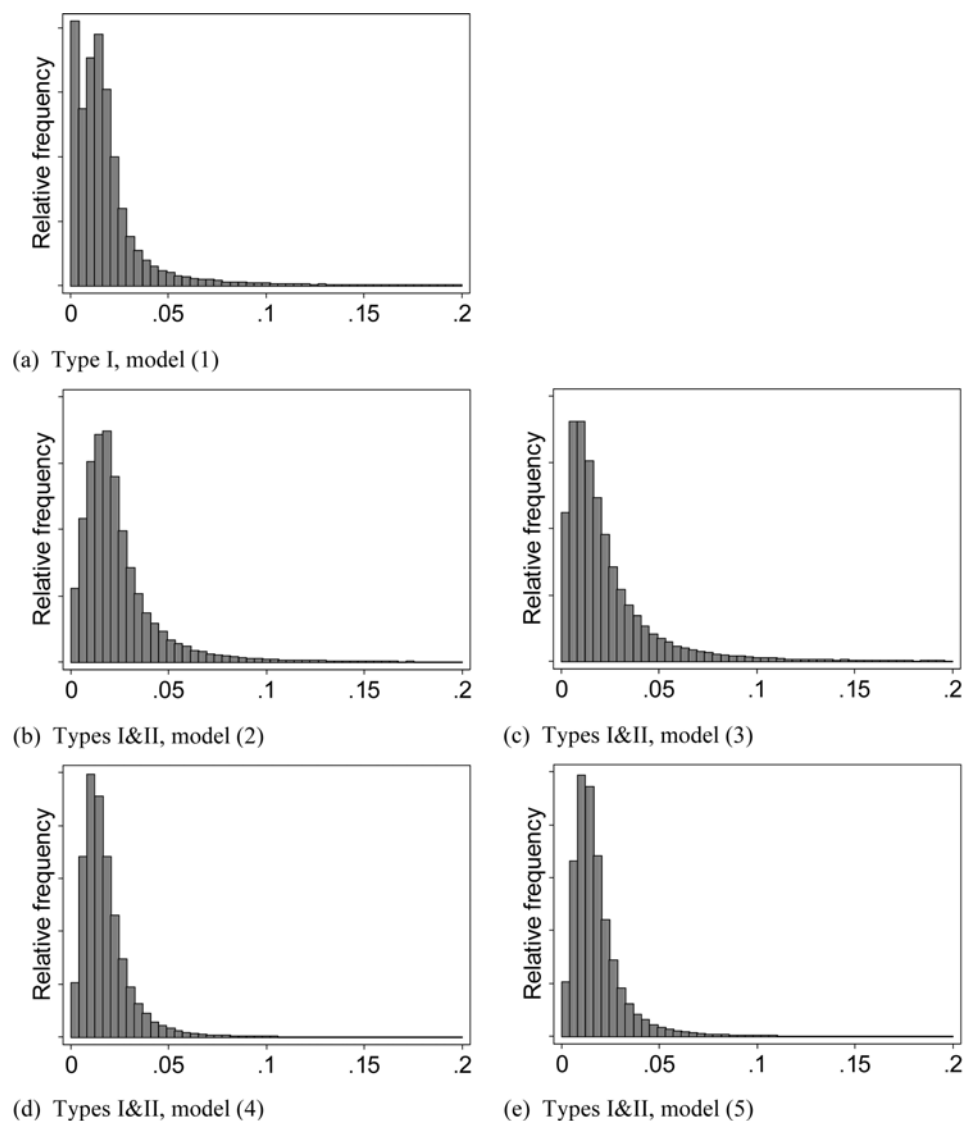 Relative frequency
0 .05 .1 .15 .2
(a) Type I, model (1)
Relative frequency
0 .05 .1 .15 .2
(b) Types I&II, model (2)
Relative frequency
0 .05 .1 .15 .2
(c) Types I&II, model (3)
Relative frequency
0 .05 .1 .15 .2
(d) Types I&II, model (4)
Relative frequency
0 .05 .1 .15 .2
(e) Types I&II, model (5)